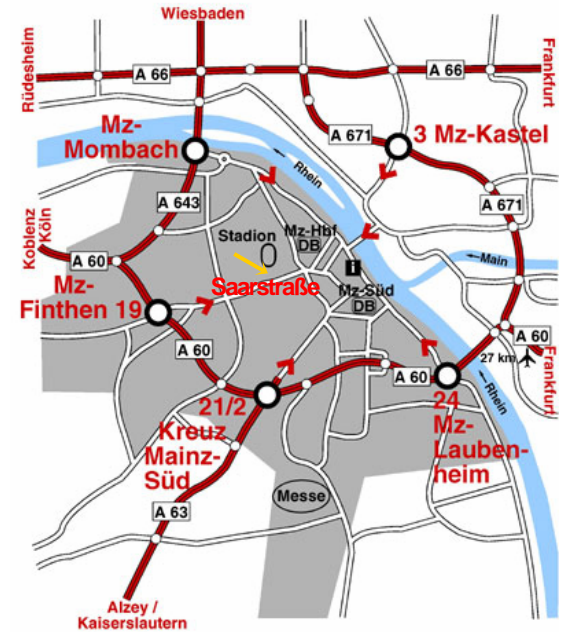 Wiesbaden
Rüdesheim
A 66
A 66
Frankfurt
Mz-
Mombach
A 671
3 Mz-Kastel
Rhein
A 643
A 671
Koblenz
Köln
A 60
Stadion
Mz-Hbf
DB
i
Main
Mz-
Finthen 19
Saarstraße
Mz-Süd
DB
A 60
A 60
27 km
Frankfurt
A 60
Rhein
21/2
Kreuz
Mainz-
Süd
24
Mz-
Lauben-
heim
Messe
A 63
Alzey /
Kaiserslautern